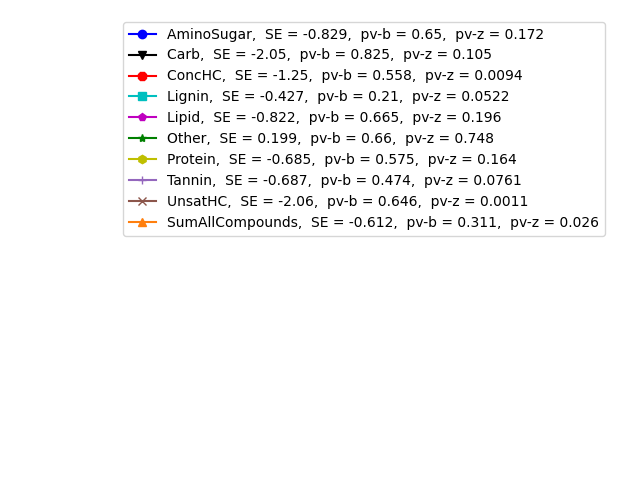 AminoSugar,  SE = -0.829,  pv-b = 0.65,  pv-z = 0.172
Carb,  SE = -2.05,  pv-b = 0.825,  pv-z = 0.105
ConcHC,  SE = -1.25,  pv-b = 0.558,  pv-z = 0.0094
Lignin,  SE = -0.427,  pv-b = 0.21,  pv-z = 0.0522
Lipid,  SE = -0.822,  pv-b = 0.665,  pv-z = 0.196
Other,  SE = 0.199,  pv-b = 0.66,  pv-z = 0.748
Protein,  SE = -0.685,  pv-b = 0.575,  pv-z = 0.164
Tannin,  SE = -0.687,  pv-b = 0.474,  pv-z = 0.0761
UnsatHC,  SE = -2.06,  pv-b = 0.646,  pv-z = 0.0011
SumAllCompounds,  SE = -0.612,  pv-b = 0.311,  pv-z = 0.026